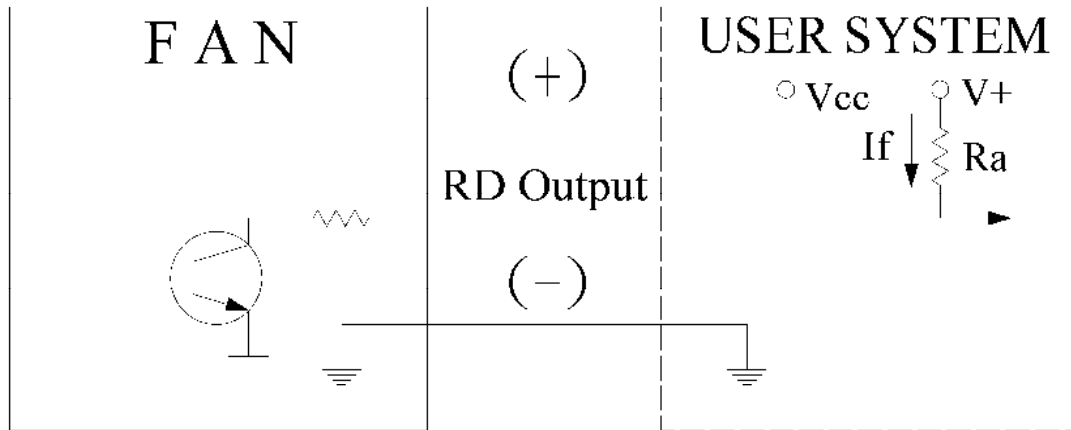 F A N
USER SYSTEM
(+)
Vcc
V+
If
Ra
RD Output
(−)